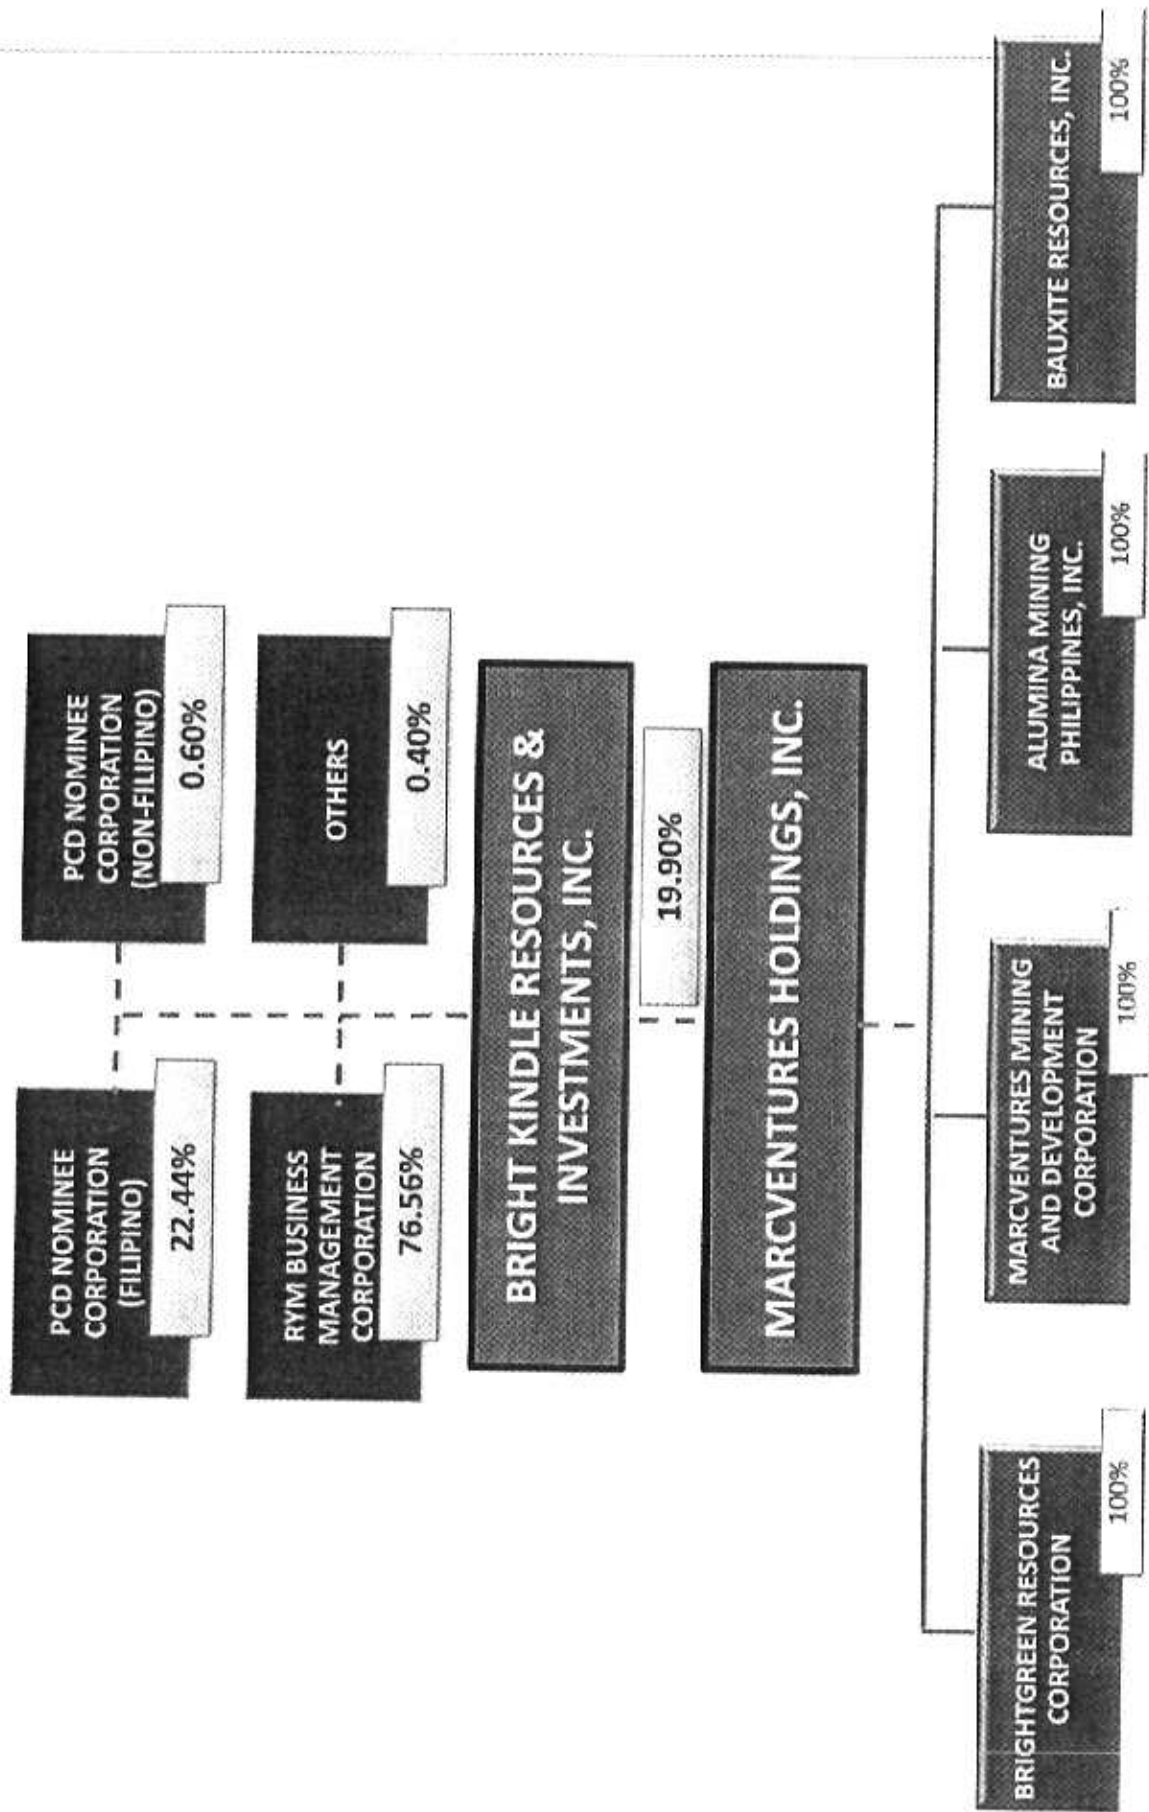 PCD NOMINEE
CORPORATION
(FILIPINO)
22.44%
PCD NOMINEE
CORPORATION
(NON-FILIPINO)
0.60%
RYM BUSINESS
MANAGEMENT
CORPORATION
76.56%
OTHERS
0.40%
BRIGHT KINDLE RESOURCES &
INVESTMENTS, INC.
19.90%
MARCVENTURES HOLDINGS, INC.
BRIGHTGREEN RESOURCES
CORPORATION
100%
MARCVENTURES MINING
AND DEVELOPMENT
CORPORATION
100%
ALUMINA MINING
PHILIPPINES, INC.
100%
BAUXITE RESOURCES, INC.
100%